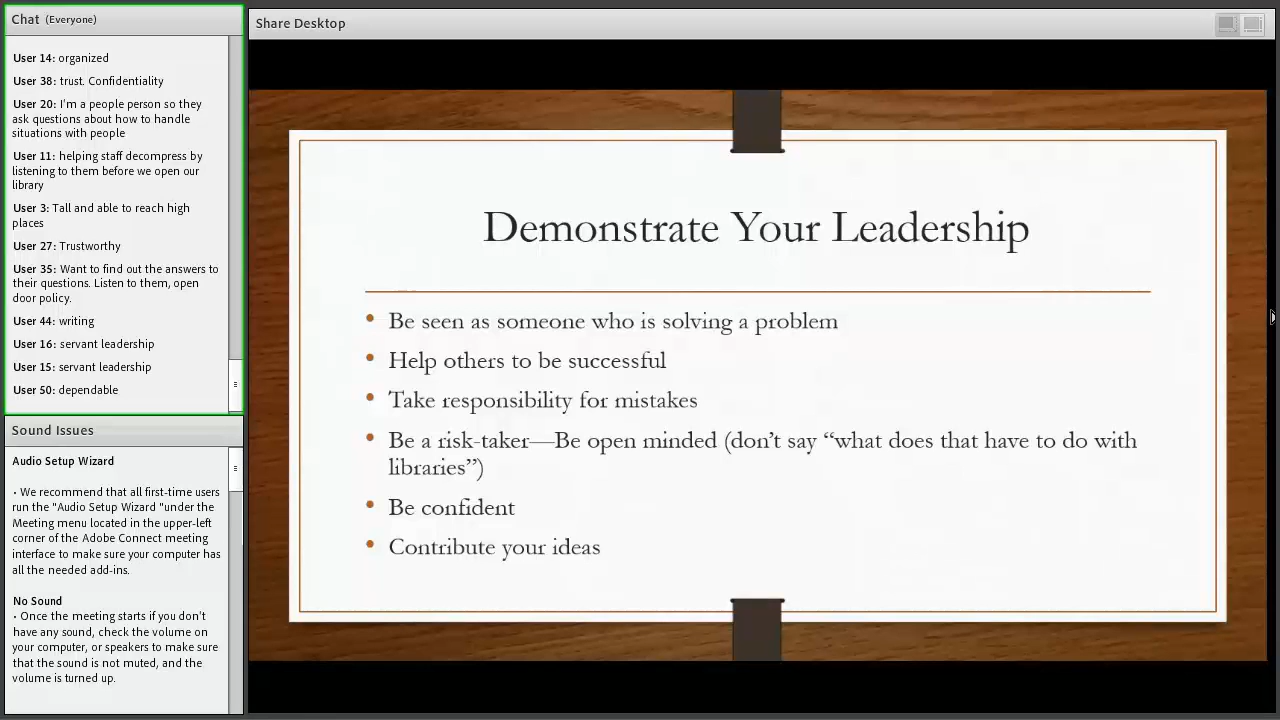 Chat (Everyone)
User 14: organized
User 38: trust. Confidentiality
User 20: I'm a people person so they
ask questions about how to handle
situations with people
User 11: helping staff decompress by
listening to them before we open our
library
User 3: Tall and able to reach high
places
User 27: Trustworthy
User 35: Want to find out the answers to
their questions. Listen to them, open
door policy.
User 44: writing
User 16: servant leadership
User 15: servant leadership
User 50: dependable
Sound Issues
Audio Setup Wizard
• We recommend that all first-time users
run the "Audio Setup Wizard "under the
Meeting menu located in the upper-left
corner of the Adobe Connect meeting
interface to make sure your computer has
all the needed add-ins.
No Sound
• Once the meeting starts if you don't
have any sound, check the volume on
your computer, or speakers to make sure
that the sound is not muted, and the
volume is turned up.
Share Desktop
Demonstrate Your Leadership
• Be seen as someone who is solving a problem
• Help others to be successful
• Take responsibility for mistakes
• Be a risk-taker—Be open minded (don't say “what does that have to do with
libraries”)
• Be confident
• Contribute your ideas